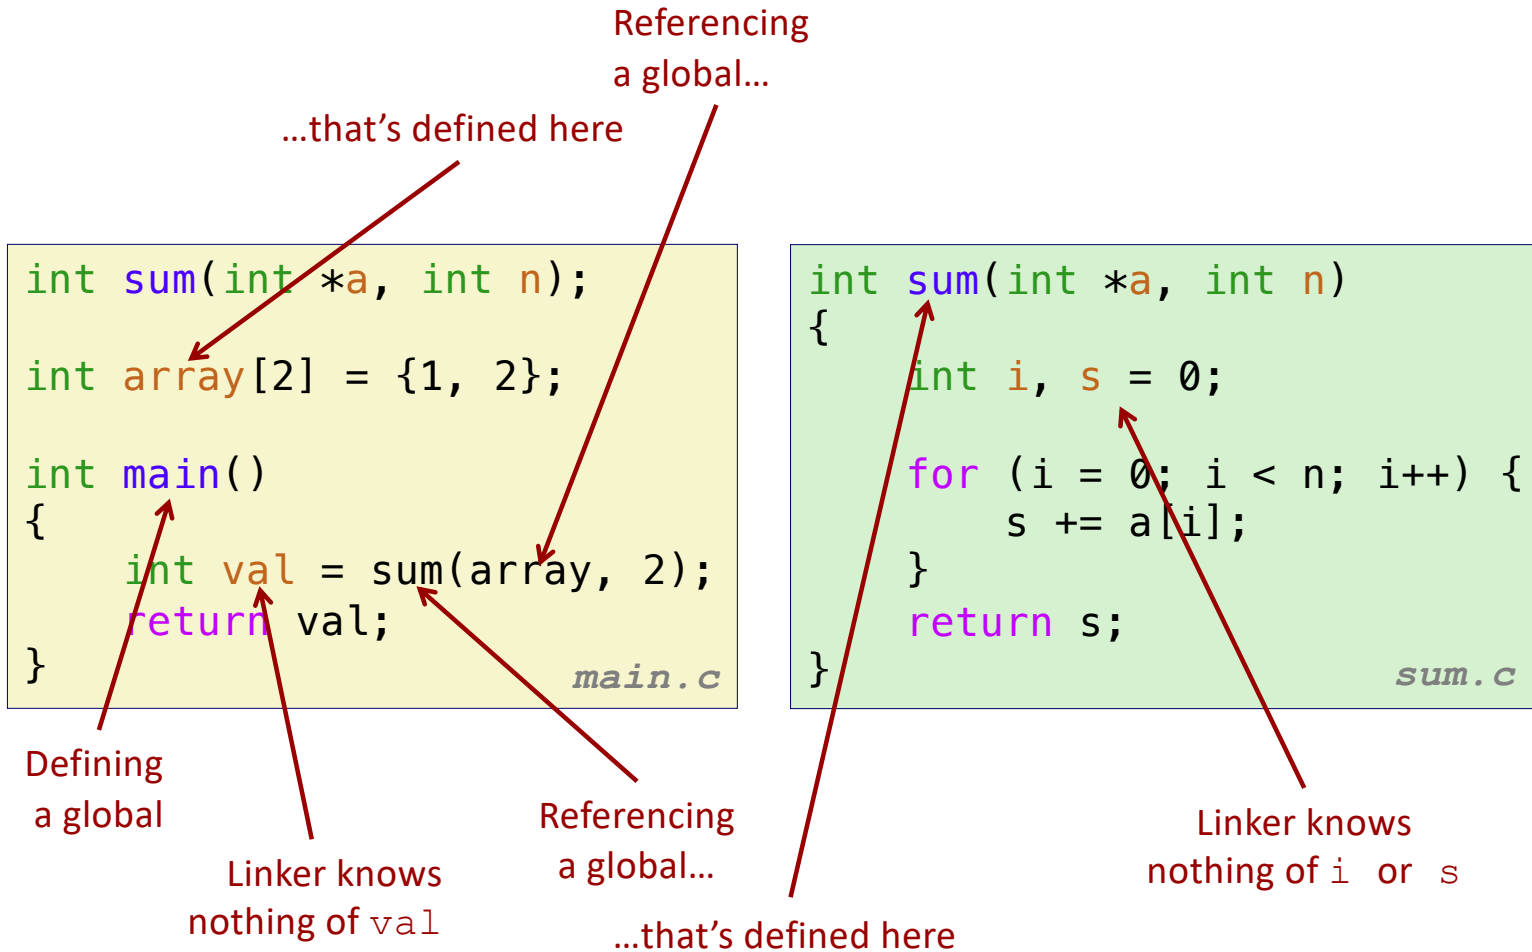 Referencing
a global…
…that’s defined here
int sum(int *a, int n);
int array[2] = {1, 2};
int main()
{
    int val = sum(array, 2);
    return val;
}
main.c
int sum(int *a, int n)
{
    int i, s = 0;
    for (i = 0; i < n; i++) {
        s += a[i];
    }
    return s;
}
sum.c
Defining
a global
Linker knows
nothing of val
Referencing
a global…
…that’s defined here
Linker knows
nothing of i or s